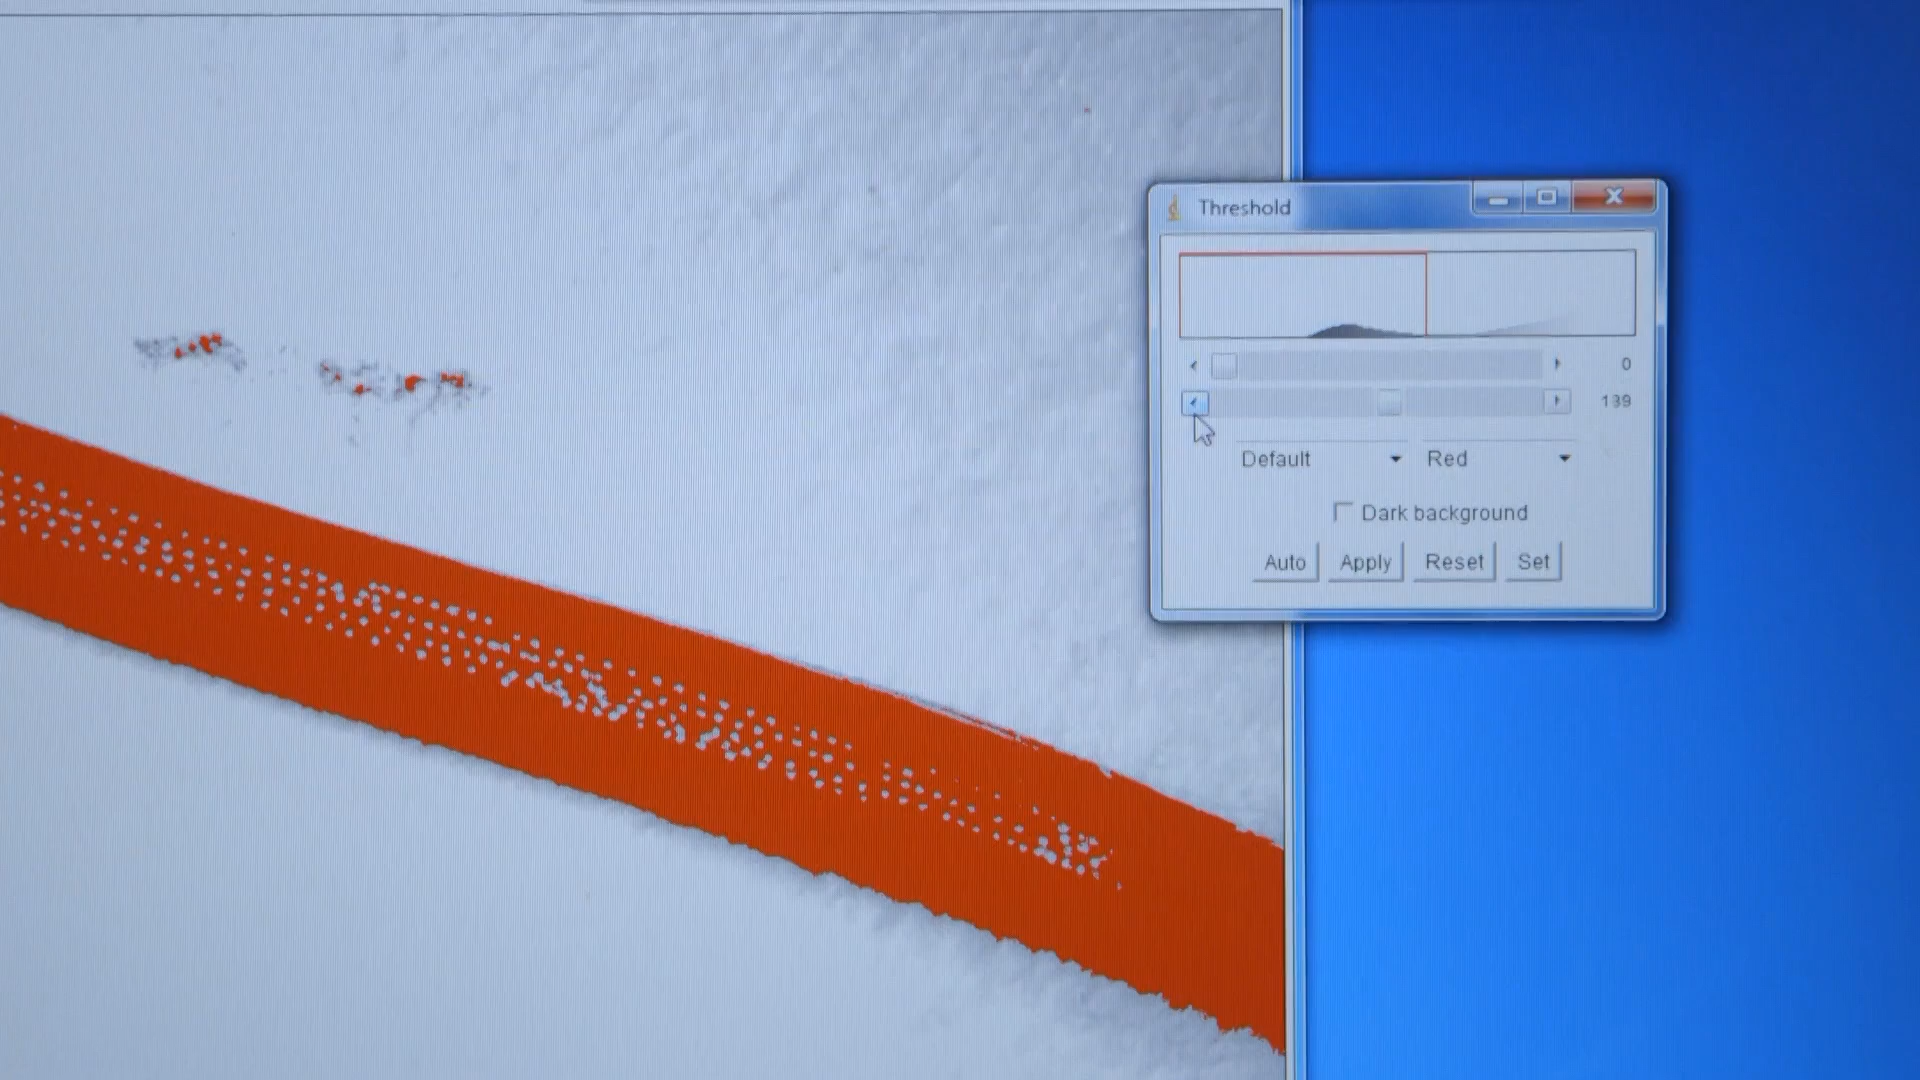 Threshold
0
139
Default Red
Dark background
Auto Apply Reset Set